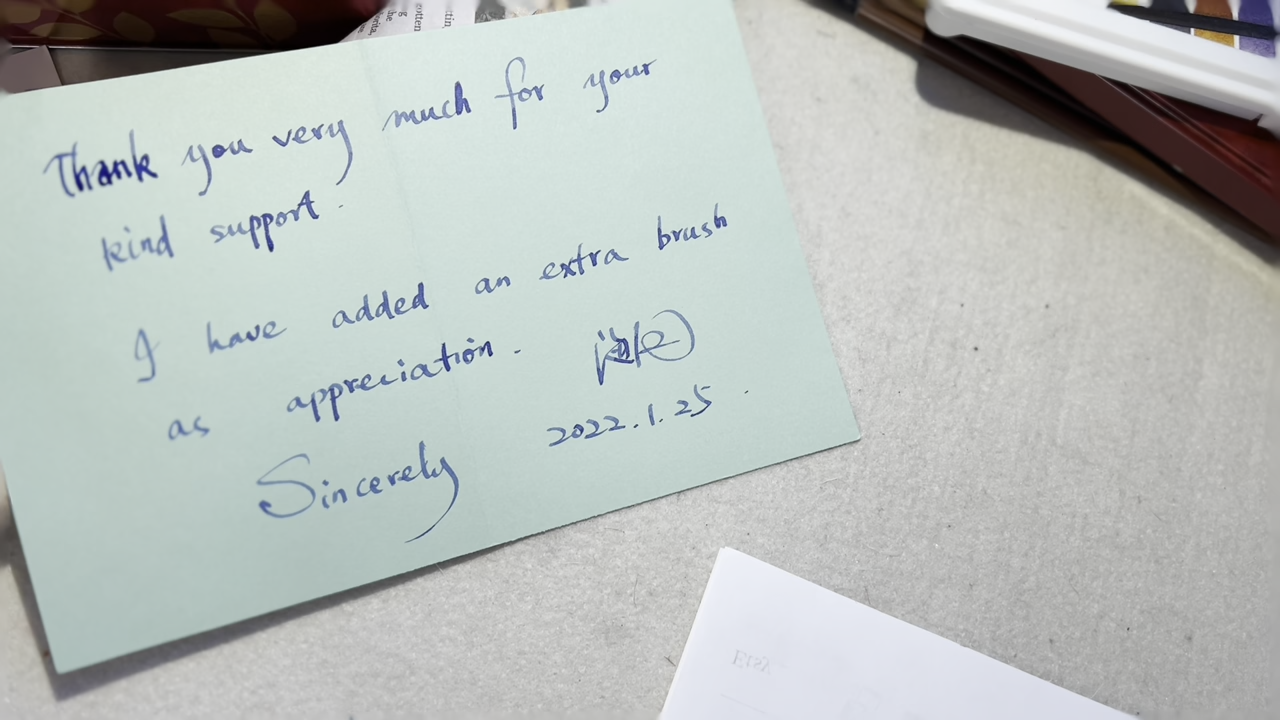 Thank you very much for your
kind support.
I have added an extra brush
as appreciation.
2022.1.25.
Sincerely
Etsy